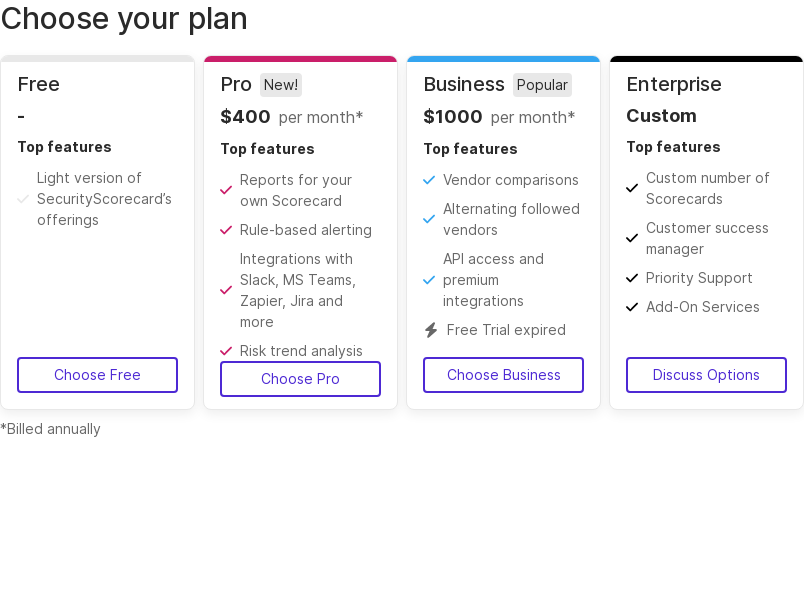 Choose your plan
Free
-
Top features
Light version of
SecurityScorecard’s
offerings
Choose Free
Pro New!
$400 per month*
Top features
Reports for your
own Scorecard
Rule-based alerting
Integrations with
Slack, MS Teams,
Zapier, Jira and
more
Risk trend analysis
Choose Pro
Business Popular
$1000 per month*
Top features
Vendor comparisons
Alternating followed
vendors
API access and
premium
integrations
Free Trial expired
Choose Business
Enterprise
Custom
Top features
Custom number of
Scorecards
Customer success
manager
Priority Support
Add-On Services
Discuss Options
*Billed annually